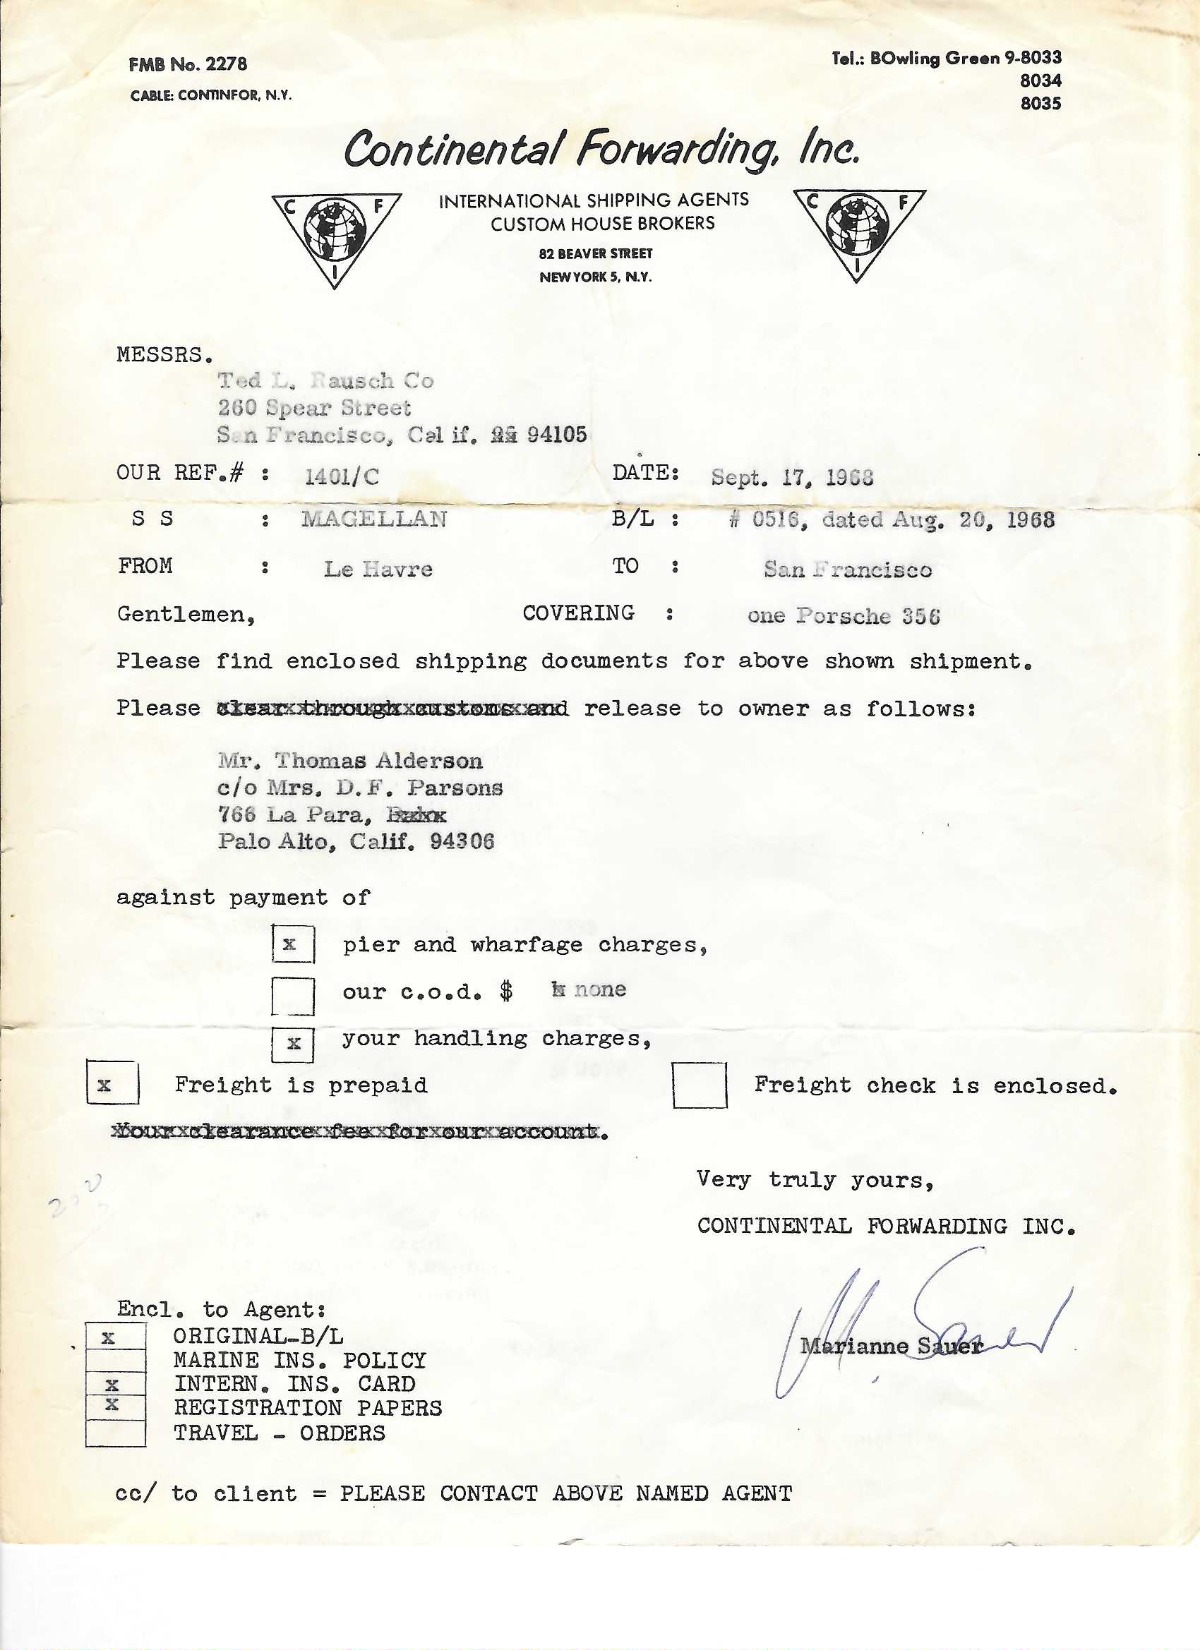 FMB No. 2278
CABLE: CONTINFOR, N.Y.
Tel.: BOwling Green 9-8033
8034
8035
Continental Forwarding, Inc.
C F I
INTERNATIONAL SHIPPING AGENTS
CUSTOM HOUSE BROKERS
82 BEAVER STREET
NEW YORK 5, N.Y.
C F I
MESSRS.
Ted L. Rausch Co
260 Spear Street
San Francisco, Calif. 94105
OUR REF.# : 1401/C DATE: Sept. 17, 1968
S S : MAGELLAN B/L : # 0516, dated Aug. 20, 1968
FROM : Le Havre TO : San Francisco
Gentlemen, COVERING : one Porsche 356
Please find enclosed shipping documents for above shown shipment.
Please clear through customs and release to owner as follows:
Mr. Thomas Alderson
c/o Mrs. D.F. Parsons
766 La Para,
Palo Alto, Calif. 94306
against payment of
x pier and wharfage charges,
our c.o.d. $ none
x your handling charges,
x Freight is prepaid Freight check is enclosed.
Your clearance fee for our account.
Very truly yours,
CONTINENTAL FORWARDING INC.
Marianne Sauer
M. Sauer
Encl. to Agent:
x ORIGINAL-B/L
MARINE INS. POLICY
x INTERN. INS. CARD
x REGISTRATION PAPERS
TRAVEL - ORDERS
cc/ to client = PLEASE CONTACT ABOVE NAMED AGENT